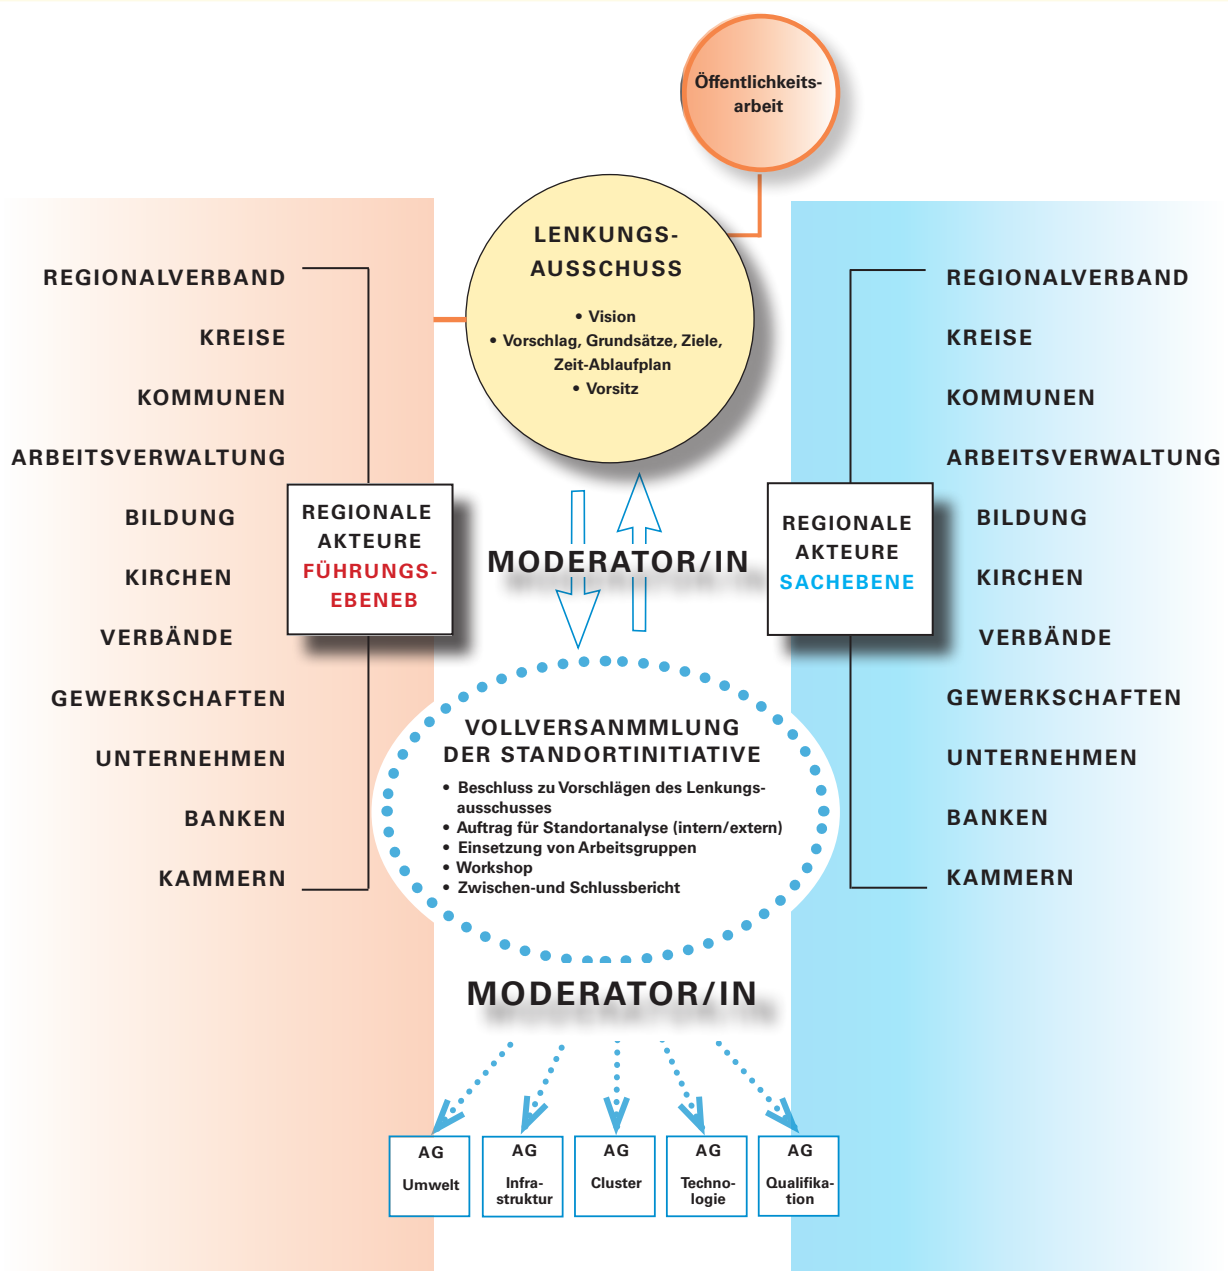 Öffentlichkeits-
arbeit
LENKUNGS-
AUSSCHUSS
• Vision
• Vorschlag, Grundsätze, Ziele,
Zeit-Ablaufplan
• Vorsitz
REGIONALVERBAND
KREISE
KOMMUNEN
ARBEITSVERWALTUNG
BILDUNG
KIRCHEN
VERBÄNDE
GEWERKSCHAFTEN
UNTERNEHMEN
BANKEN
KAMMERN
REGIONALE
AKTEURE
FÜHRUNGS-
EBENEB
MODERATOR/IN
REGIONALE
AKTEURE
SACHEBENE
REGIONALVERBAND
KREISE
KOMMUNEN
ARBEITSVERWALTUNG
BILDUNG
KIRCHEN
VERBÄNDE
GEWERKSCHAFTEN
UNTERNEHMEN
BANKEN
KAMMERN
VOLLVERSANMMLUNG
DER STANDORTINITIATIVE
• Beschluss zu Vorschlägen des Lenkungs-
ausschusses
• Auftrag für Standortanalyse (intern/extern)
• Einsetzung von Arbeitsgruppen
• Workshop
• Zwischen-und Schlussbericht
MODERATOR/IN
AG
Umwelt
AG
Infra-
struktur
AG
Cluster
AG
Techno-
logie
AG
Qualifika-
tion